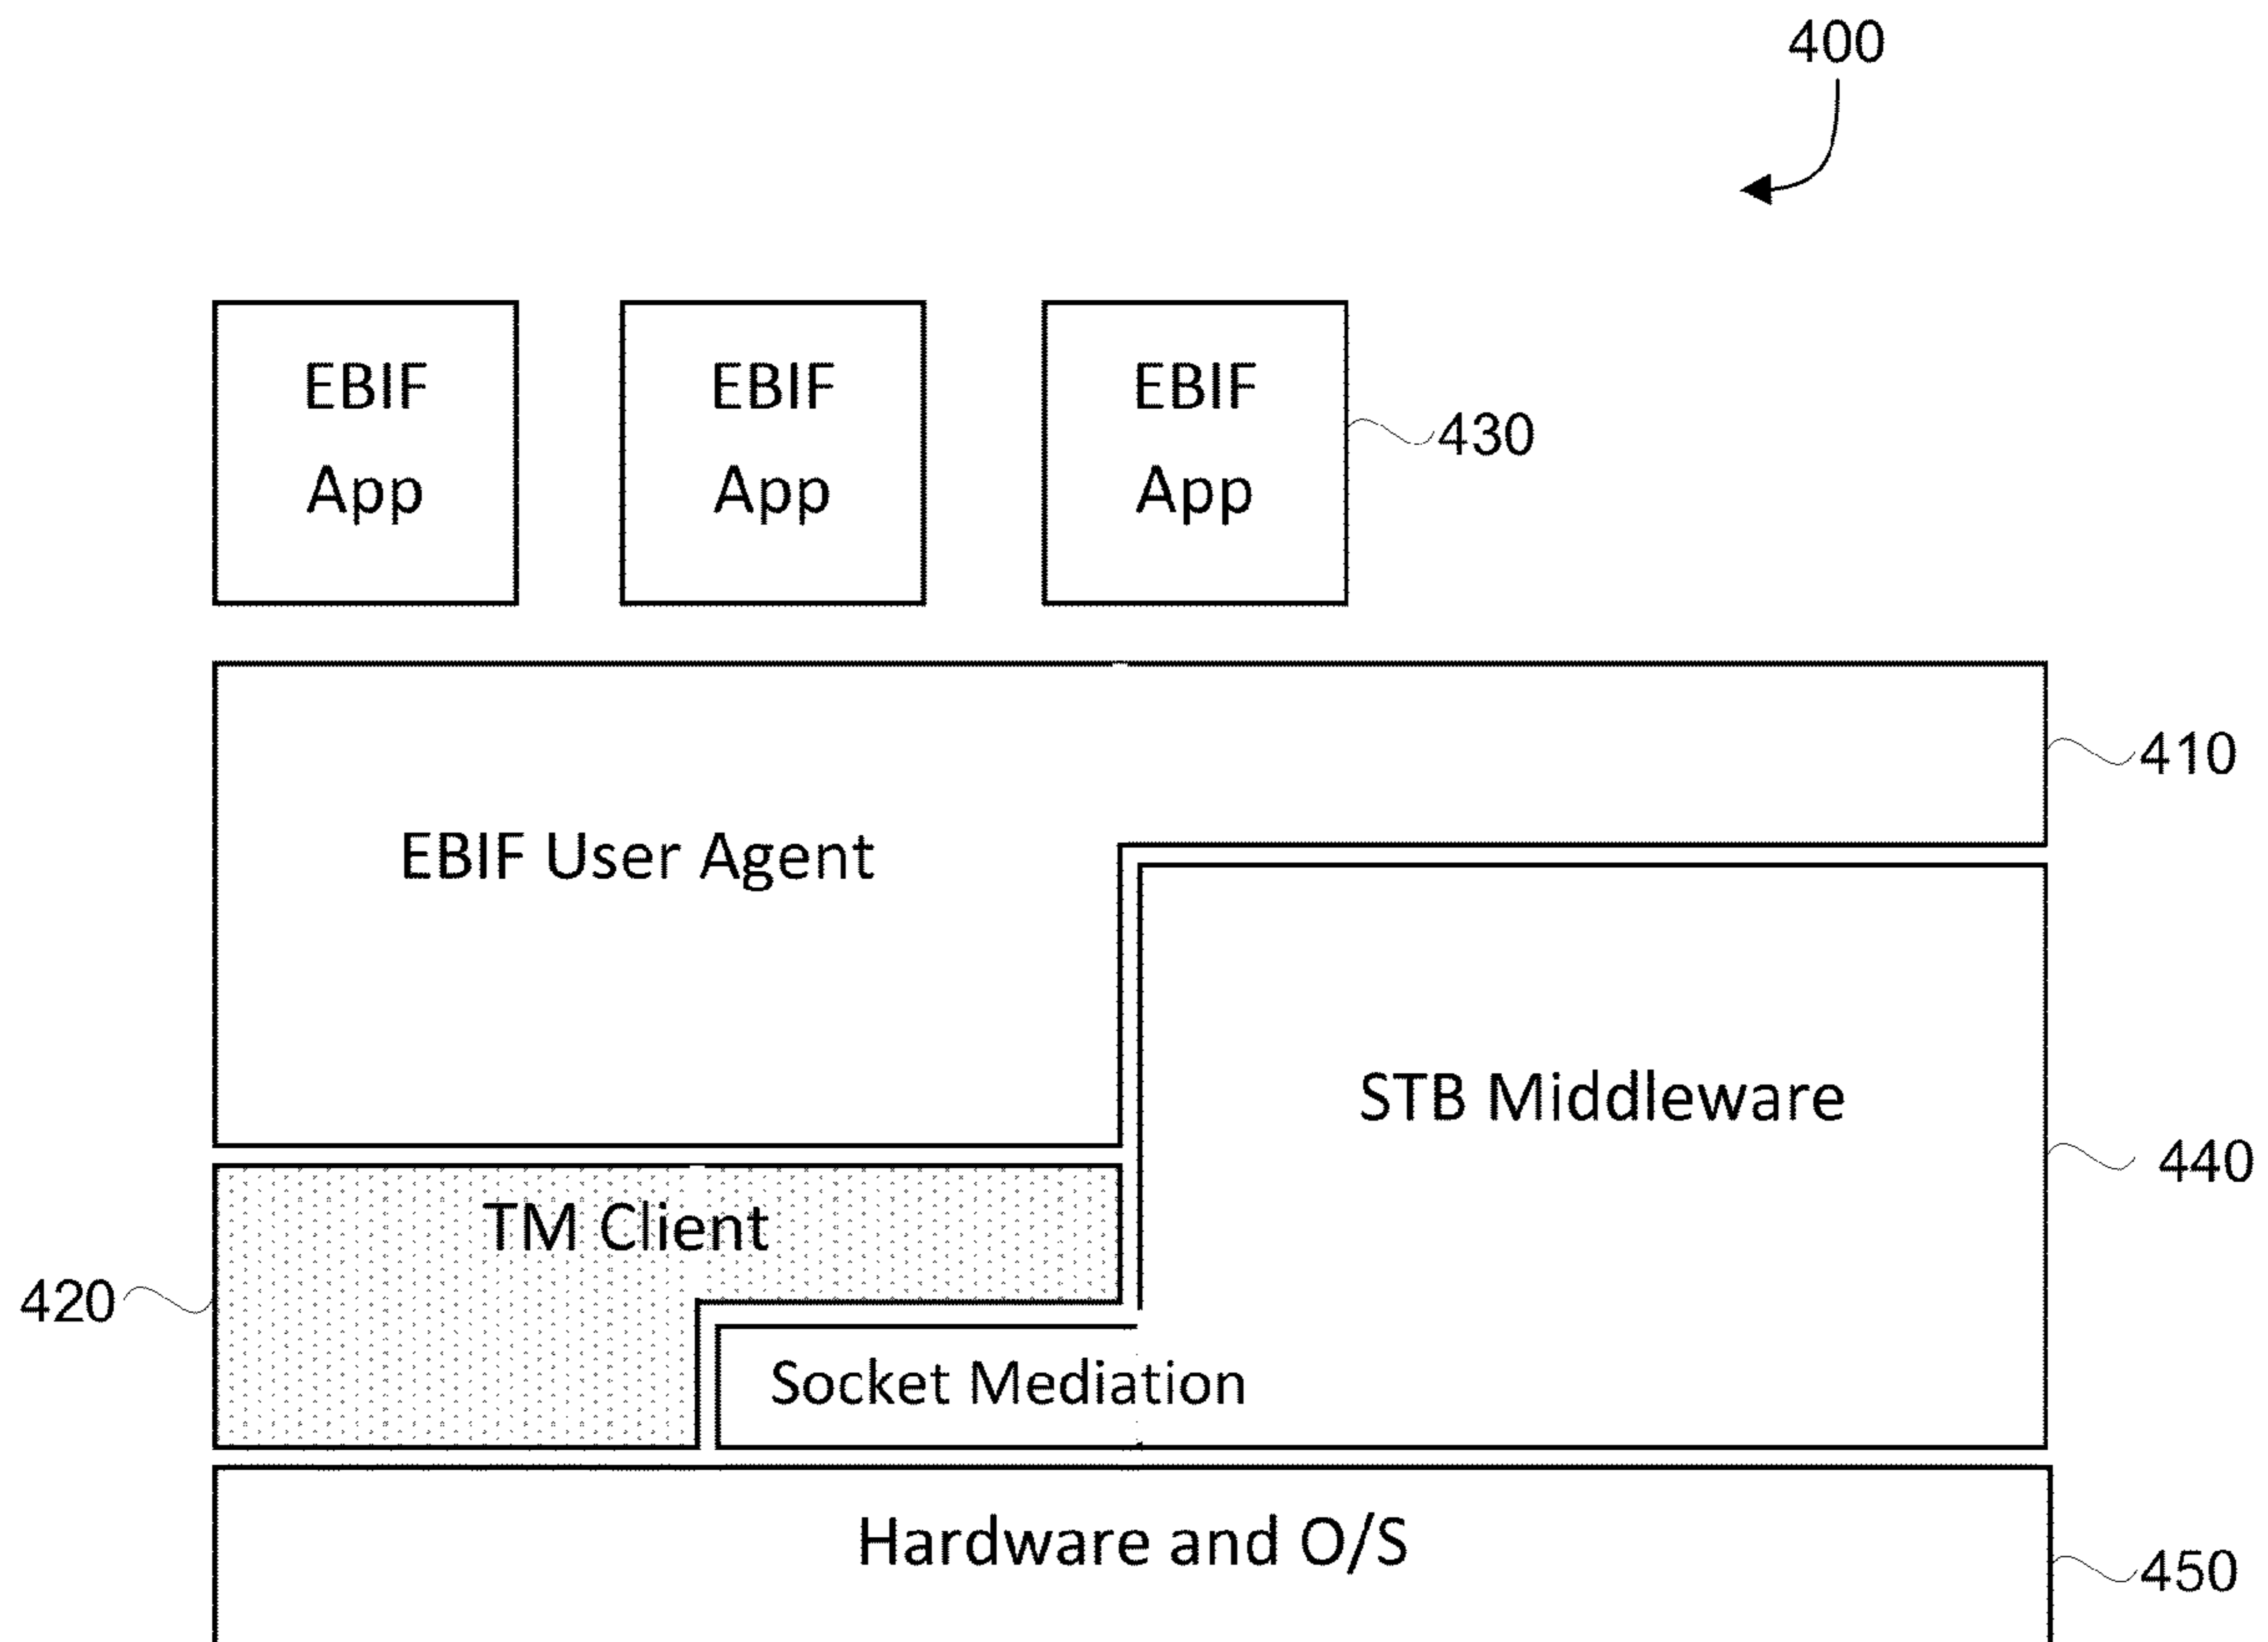 400
EBIF EBIF EBIF
App App App
430
410
EBIF User Agent
STB Middleware
440
TM Client
420
Socket Mediation
Hardware and O/S
450